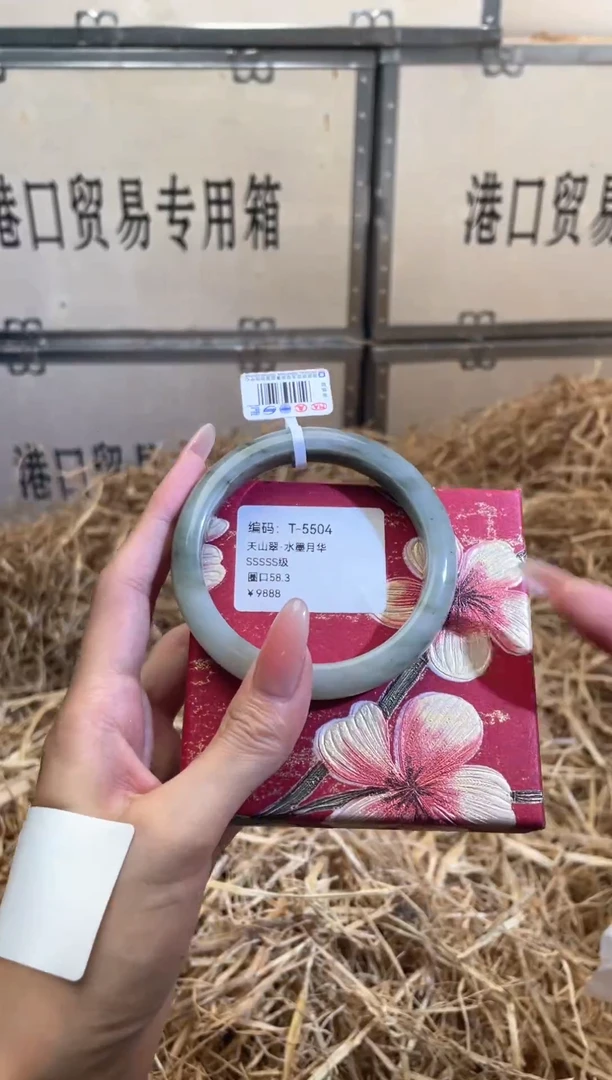 港口贸易专用箱
港口贸易
港口贸易
编码：T-5504
天山翠·水墨月华
SSSSS级
圈口58.3
￥9888